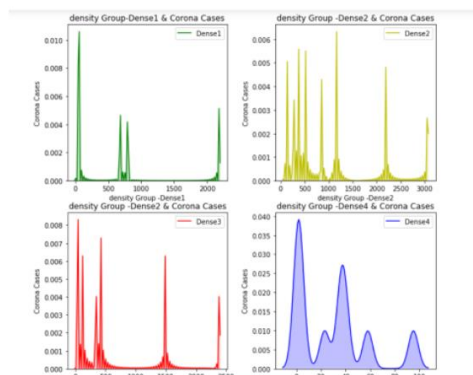 density Group-Dense1 & Corona Cases
Dense1
0.010
0.008
0.006
0.004
0.002
0.000
Corona Cases
0 500 1000 1500 2000
density Group -Dense1
density Group -Dense2 & Corona Cases
Dense2
0.006
0.005
0.004
0.003
0.002
0.001
0.000
Corona Cases
0 500 1000 1500 2000 2500 3000
density Group -Dense2
density Group -Dense2 & Corona Cases
Dense3
0.008
0.007
0.006
0.005
0.004
0.003
0.002
0.001
0.000
Corona Cases
density Group -Dense4 & Corona Cases
Dense4
0.040
0.035
0.030
0.025
0.020
0.015
0.010
0.005
0.000
Corona Cases